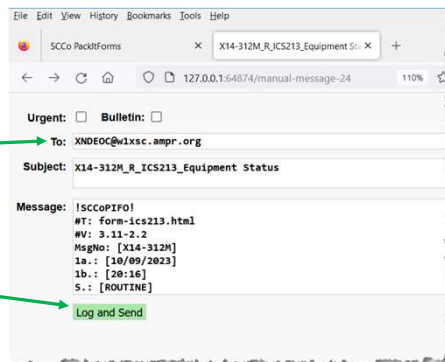 File Edit View History Bookmarks Tools Help
SCCo PackItForms × X14-312M_R_ICS213_Equipment Sta × +
127.0.0.1:64874/manual-message-24 110%
Urgent: Bulletin:
To: XNDEOC@w1xsc.ampr.org
Subject: X14-312M_R_ICS213_Equipment Status
Message: !SCCoPIFO!
#T: form-ics213.html
#V: 3.11-2.2
MsgNo: [X14-312M]
1a.: [10/09/2023]
1b.: [20:16]
5.: [ROUTINE]
Log and Send